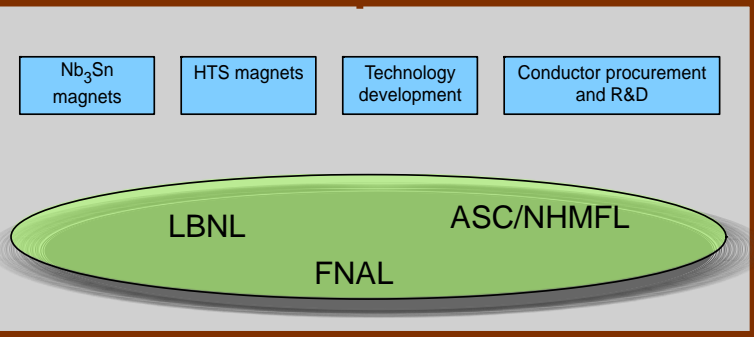 Nb₃Sn
magnets
HTS magnets
Technology
development
Conductor procurement
and R&D
LBNL
ASC/NHMFL
FNAL